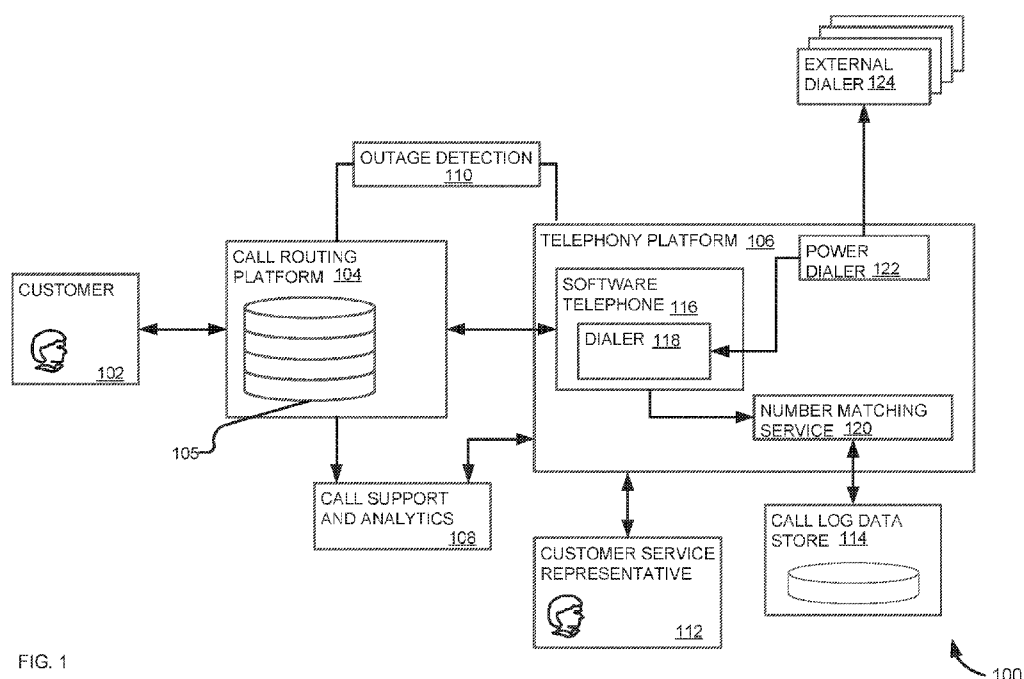 EXTERNAL
DIALER 124
OUTAGE DETECTION
110
TELEPHONY PLATFORM 106
POWER
DIALER 122
CALL ROUTING
PLATFORM 104
SOFTWARE
TELEPHONE 116
DIALER 118
CUSTOMER
102
NUMBER MATCHING
SERVICE 120
105
CALL SUPPORT
AND ANALYTICS
108
CALL LOG DATA
STORE 114
CUSTOMER SERVICE
REPRESENTATIVE
112
FIG. 1
100